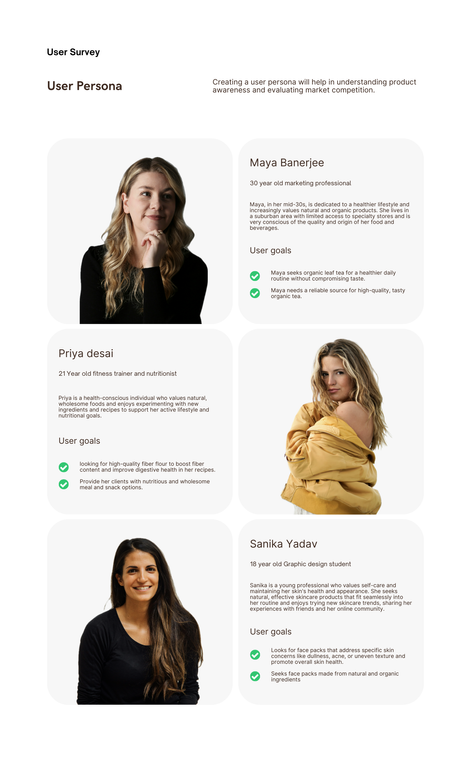 User Survey
User Persona
Creating a user persona will help in understanding product
awareness and evaluating market competition.
Maya Banerjee
30 year old marketing professional
Maya, in her mid-30s, is dedicated to a healthier lifestyle and
increasingly values natural and organic products. She lives in
a suburban area with limited access to specialty stores and is
very conscious of the quality and origin of her food and
beverages.
User goals
Maya seeks organic leaf tea for a healthier daily
routine without compromising taste.
Maya needs a reliable source for high-quality, tasty
organic tea.
Priya desai
21 Year old fitness trainer and nutritionist
Priya is a health-conscious individual who values natural,
wholesome foods and enjoys experimenting with new
ingredients and recipes to support her active lifestyle and
nutritional goals.
User goals
looking for high-quality fiber flour to boost fiber
content and improve digestive health in her recipes.
Provide her clients with nutritious and wholesome
meal and snack options.
Sanika Yadav
18 year old Graphic design student
Sanika is a young professional who values self-care and
maintaining her skin's health and appearance. She seeks
natural, effective skincare products that fit seamlessly into
her routine and enjoys trying new skincare trends, sharing her
experiences with friends and her online community.
User goals
Looks for face packs that address specific skin
concerns like dullness, acne, or uneven texture and
promote overall skin health.
Seeks face packs made from natural and organic
ingredients